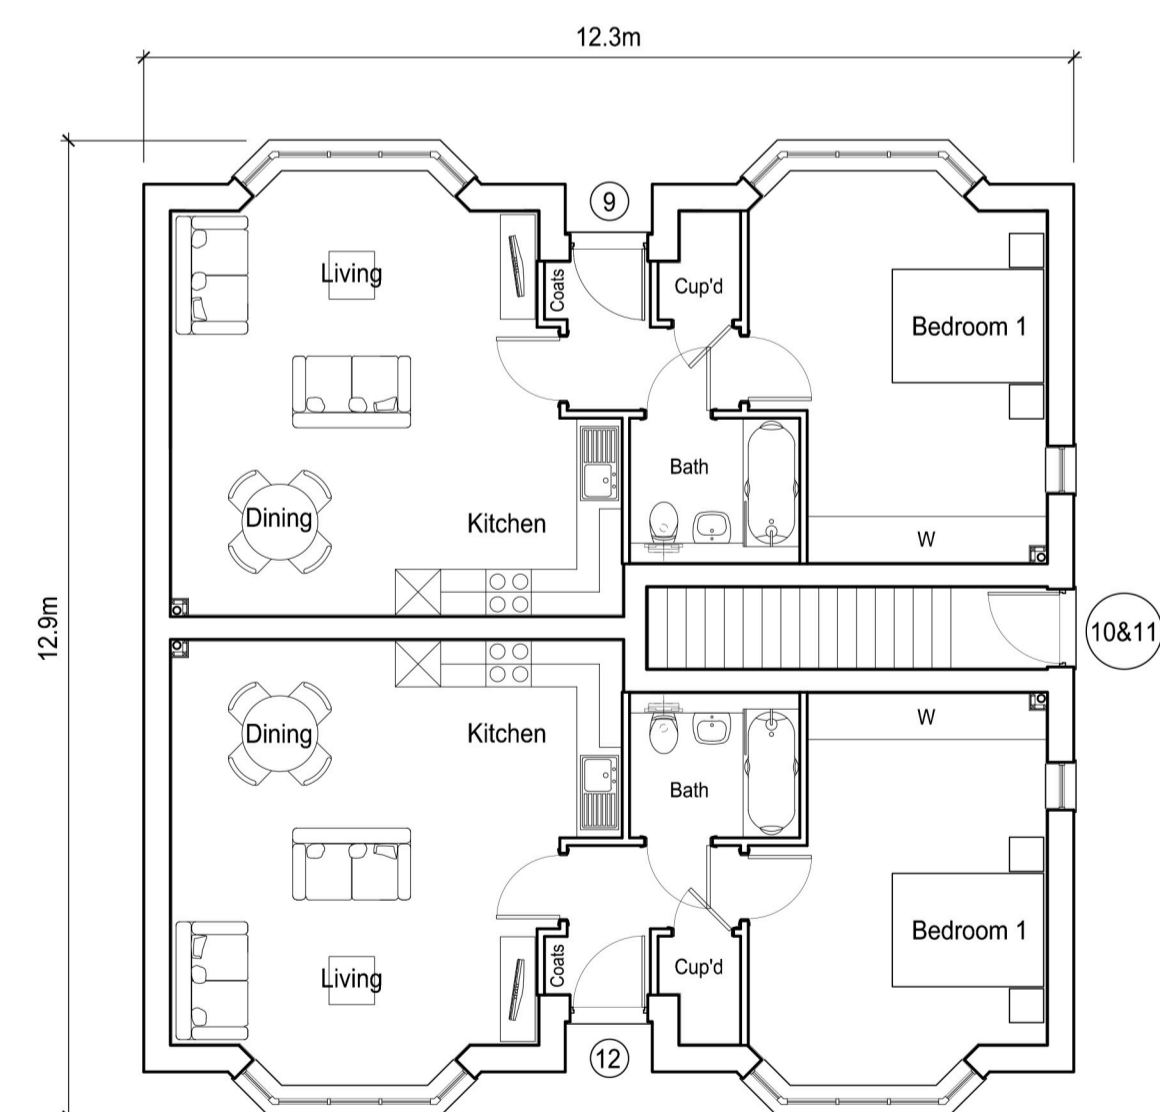 12.3m
9
Living
Coats
Cup'd
Bedroom 1
Bath
Dining
Kitchen
W
12.9m
10&11
W
Dining
Kitchen
Bath
Bedroom 1
Coats
Cup'd
Living
12